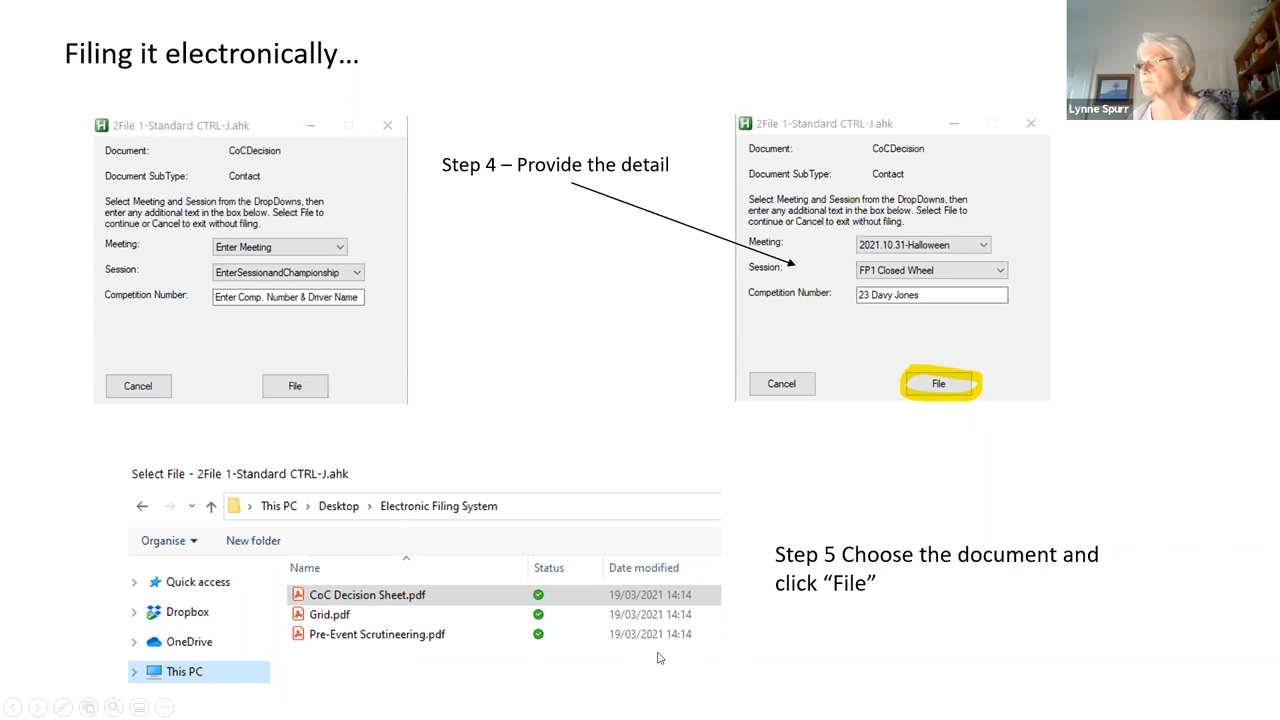 Filing it electronically...
Lynne Spurr
2File 1-Standard CTRL-J.ahk
Document: CoCDecision
Document SubType: Contact
Select Meeting and Session from the DropDowns, then
enter any additional text in the box below. Select File to
continue or Cancel to exit without filing.
Meeting: Enter Meeting
Session: EnterSessionandChampionship
Competition Number: Enter Comp. Number & Driver Name
Cancel File
Step 4 – Provide the detail
2File 1-Standard CTRL-J.ahk
Document: CoCDecision
Document SubType: Contact
Select Meeting and Session from the DropDowns, then
enter any additional text in the box below. Select File to
continue or Cancel to exit without filing.
Meeting: 2021.10.31-Halloween
Session: FP1 Closed Wheel
Competition Number: 23 Davy Jones
Cancel File
Select File - 2File 1-Standard CTRL-J.ahk
This PC > Desktop > Electronic Filing System
Organise New folder
Name Status Date modified
Quick access
Dropbox
OneDrive
This PC
CoC Decision Sheet.pdf 19/03/2021 14:14
Grid.pdf 19/03/2021 14:14
Pre-Event Scrutineering.pdf 19/03/2021 14:14
Step 5 Choose the document and
click “File”